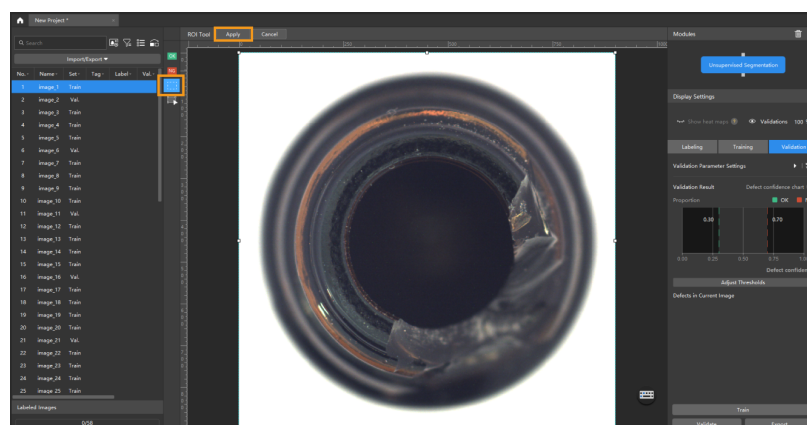 New Project *
ROI Tool Apply Cancel
Search
Import/Export
No. Name Set Tag Label Val.
1 image_1 Train
2 image_2 Val.
3 image_3 Train
4 image_4 Train
5 image_5 Train
6 image_6 Val.
7 image_7 Train
8 image_8 Train
9 image_9 Train
10 image_10 Train
11 image_11 Val.
12 image_12 Train
13 image_13 Train
14 image_14 Train
15 image_15 Train
16 image_16 Val.
17 image_17 Train
18 image_18 Train
19 image_19 Train
20 image_20 Train
21 image_21 Val.
22 image_22 Train
23 image_23 Train
24 image_24 Train
25 image_25 Train
Labeled Images
0/50
OK
NG
Modules
Unsupervised Segmentation
Display Settings
Show heat maps Validations 100
Labeling Training Validation
Validation Parameter Settings
Validation Result Defect confidence chart
Proportion OK
0.30 0.70
0.00 0.25 0.50 0.75
Defect confiden
Adjust Thresholds
Defects in Current Image
Train
Validate Export